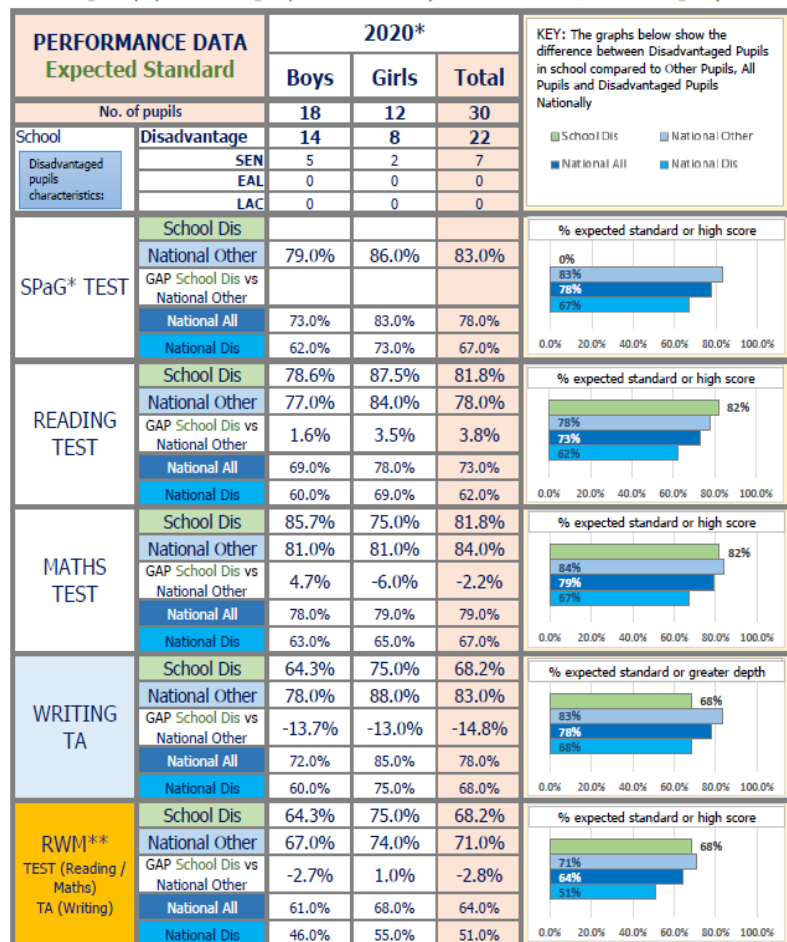 PERFORMANCE DATA
Expected Standard
2020*
Boys Girls Total
No. of pupils 18 12 30
School Disadvantage 14 8 22
Disadvantaged pupils characteristics:
SEN 5 2 7
EAL 0 0 0
LAC 0 0 0
KEY: The graphs below show the
difference between Disadvantaged Pupils
in school compared to Other Pupils, All
Pupils and Disadvantaged Pupils
Nationally
School Dis National Other
National All National Dis
SPaG* TEST
School Dis
National Other 79.0% 86.0% 83.0%
GAP School Dis vs
National Other
National All 73.0% 83.0% 78.0%
National Dis 62.0% 73.0% 67.0%
% expected standard or high score
0%
83%
78%
67%
0.0% 20.0% 40.0% 60.0% 80.0% 100.0%
READING
TEST
School Dis 78.6% 87.5% 81.8%
National Other 77.0% 84.0% 78.0%
GAP School Dis vs
National Other 1.6% 3.5% 3.8%
National All 69.0% 78.0% 73.0%
National Dis 60.0% 69.0% 62.0%
% expected standard or high score
82%
78%
73%
62%
0.0% 20.0% 40.0% 60.0% 80.0% 100.0%
MATHS
TEST
School Dis 85.7% 75.0% 81.8%
National Other 81.0% 81.0% 84.0%
GAP School Dis vs
National Other 4.7% -6.0% -2.2%
National All 78.0% 79.0% 79.0%
National Dis 63.0% 65.0% 67.0%
% expected standard or high score
82%
84%
79%
67%
0.0% 20.0% 40.0% 60.0% 80.0% 100.0%
WRITING
TA
School Dis 64.3% 75.0% 68.2%
National Other 78.0% 88.0% 83.0%
GAP School Dis vs
National Other -13.7% -13.0% -14.8%
National All 72.0% 85.0% 78.0%
National Dis 60.0% 75.0% 68.0%
% expected standard or greater depth
68%
83%
78%
68%
0.0% 20.0% 40.0% 60.0% 80.0% 100.0%
RWM**
TEST (Reading /
Maths)
TA (Writing)
School Dis 64.3% 75.0% 68.2%
National Other 67.0% 74.0% 71.0%
GAP School Dis vs
National Other -2.7% 1.0% -2.8%
National All 61.0% 68.0% 64.0%
National Dis 46.0% 55.0% 51.0%
% expected standard or high score
68%
71%
64%
51%
0.0% 20.0% 40.0% 60.0% 80.0% 100.0%